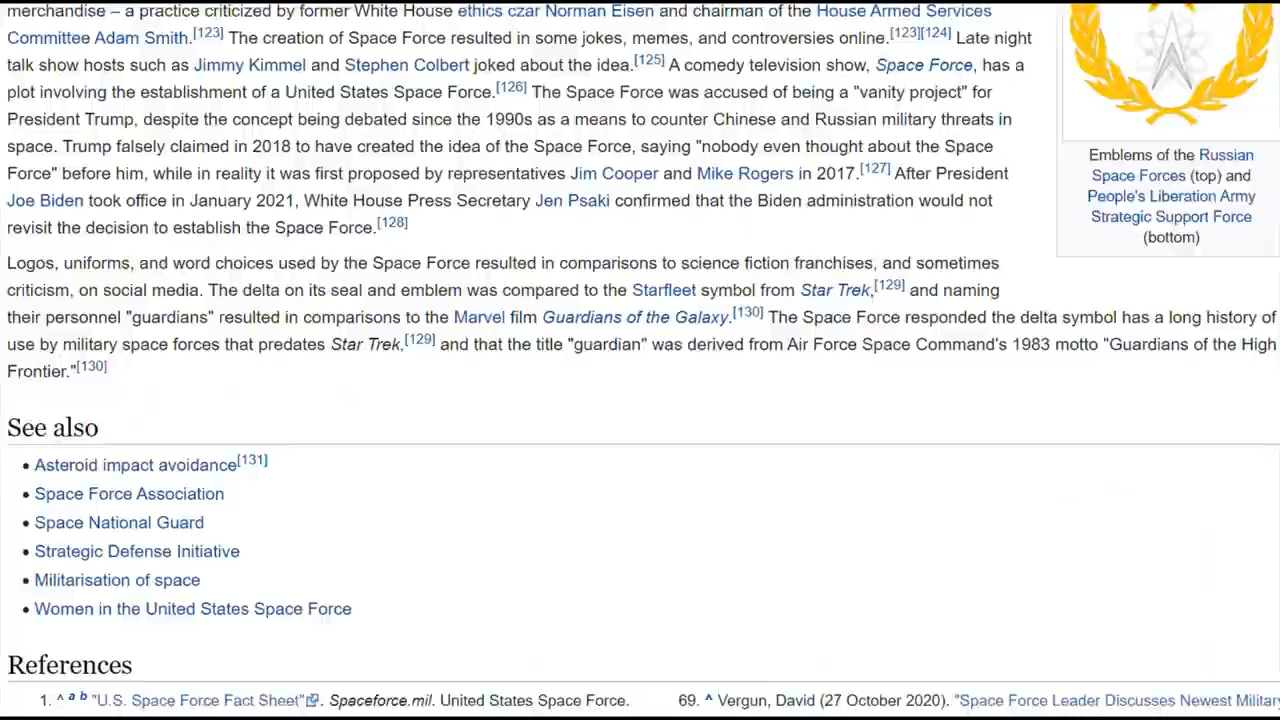 merchandise – a practice criticized by former White House ethics czar Norman Eisen and chairman of the House Armed Services
Committee Adam Smith.[123] The creation of Space Force resulted in some jokes, memes, and controversies online.[123][124] Late night
talk show hosts such as Jimmy Kimmel and Stephen Colbert joked about the idea.[125] A comedy television show, Space Force, has a
plot involving the establishment of a United States Space Force.[126] The Space Force was accused of being a "vanity project" for
President Trump, despite the concept being debated since the 1990s as a means to counter Chinese and Russian military threats in
space. Trump falsely claimed in 2018 to have created the idea of the Space Force, saying "nobody even thought about the Space
Force" before him, while in reality it was first proposed by representatives Jim Cooper and Mike Rogers in 2017.[127] After President
Joe Biden took office in January 2021, White House Press Secretary Jen Psaki confirmed that the Biden administration would not
revisit the decision to establish the Space Force.[128]
Emblems of the Russian
Space Forces (top) and
People's Liberation Army
Strategic Support Force
(bottom)
Logos, uniforms, and word choices used by the Space Force resulted in comparisons to science fiction franchises, and sometimes
criticism, on social media. The delta on its seal and emblem was compared to the Starfleet symbol from Star Trek,[129] and naming
their personnel "guardians" resulted in comparisons to the Marvel film Guardians of the Galaxy.[130] The Space Force responded the delta symbol has a long history of
use by military space forces that predates Star Trek,[129] and that the title "guardian" was derived from Air Force Space Command's 1983 motto "Guardians of the High
Frontier."[130]
See also
• Asteroid impact avoidance[131]
• Space Force Association
• Space National Guard
• Strategic Defense Initiative
• Militarisation of space
• Women in the United States Space Force
References
1. ^ a b "U.S. Space Force Fact Sheet". Spaceforce.mil. United States Space Force.
69. ^ Vergun, David (27 October 2020). "Space Force Leader Discusses Newest Militar